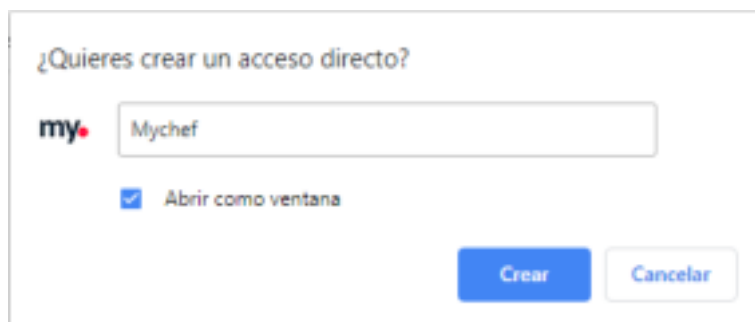 ¿Quieres crear un acceso directo?
my.
Mychef
Abrir como ventana
Crear
Cancelar